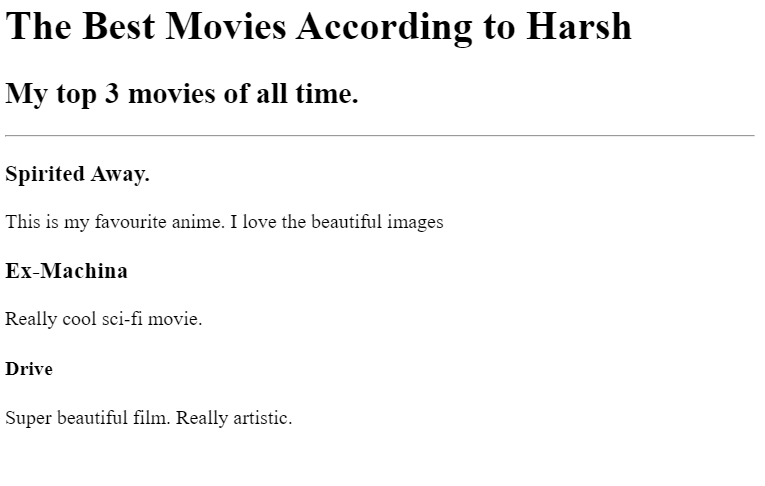 The Best Movies According to Harsh
My top 3 movies of all time.
Spirited Away.
This is my favourite anime. I love the beautiful images
Ex-Machina
Really cool sci-fi movie.
Drive
Super beautiful film. Really artistic.